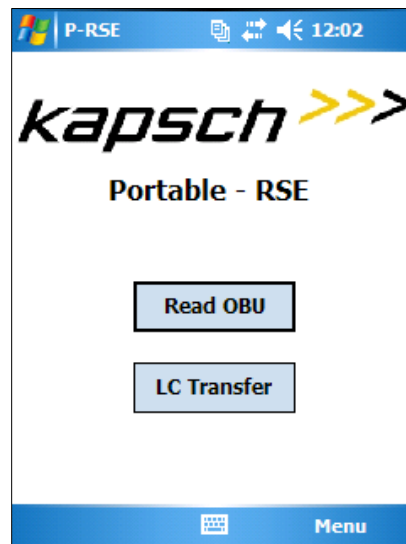 P-RSE 12:02
kapsch >>>
Portable - RSE
Read OBU
LC Transfer
Menu